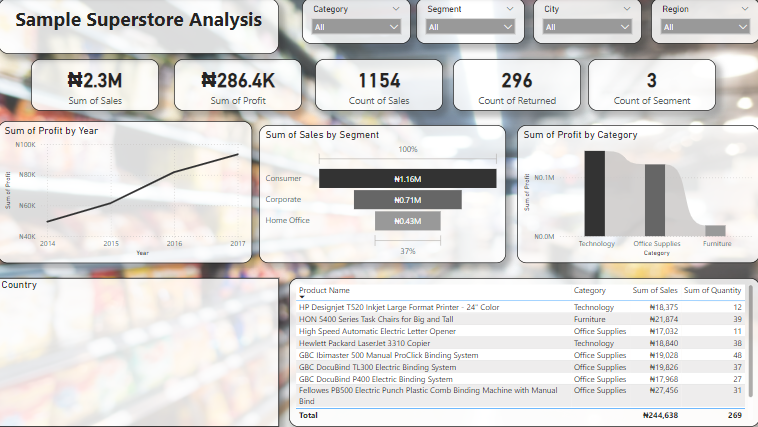 Sample Superstore Analysis
Category
All
Segment
All
City
All
Region
All
₦2.3M
Sum of Sales
₦286.4K
Sum of Profit
1154
Count of Sales
296
Count of Returned
3
Count of Segment
Sum of Profit by Year
₦100K
₦80K
₦60K
₦40K
Sum of Profit
2014 2015 2016 2017
Year
Sum of Sales by Segment
100%
Consumer ₦1.16M
Corporate ₦0.71M
Home Office ₦0.43M
37%
Sum of Profit by Category
₦0.1M
₦0.0M
Sum of Profit
Technology Office Supplies Furniture
Category
Country
Product Name Category Sum of Sales Sum of Quantity
HP Designjet T520 Inkjet Large Format Printer - 24" Color Technology ₦18,375 12
HON 5400 Series Task Chairs for Big and Tall Furniture ₦21,874 39
High Speed Automatic Electric Letter Opener Office Supplies ₦17,032 11
Hewlett Packard LaserJet 3310 Copier Technology ₦18,840 38
GBC Ibimaster 500 Manual ProClick Binding System Office Supplies ₦19,028 48
GBC DocuBind TL300 Electric Binding System Office Supplies ₦19,826 37
GBC DocuBind P400 Electric Binding System Office Supplies ₦17,968 27
Fellowes PB500 Electric Punch Plastic Comb Binding Machine with Manual Office Supplies ₦27,456 31
Bind
Total ₦244,638 269